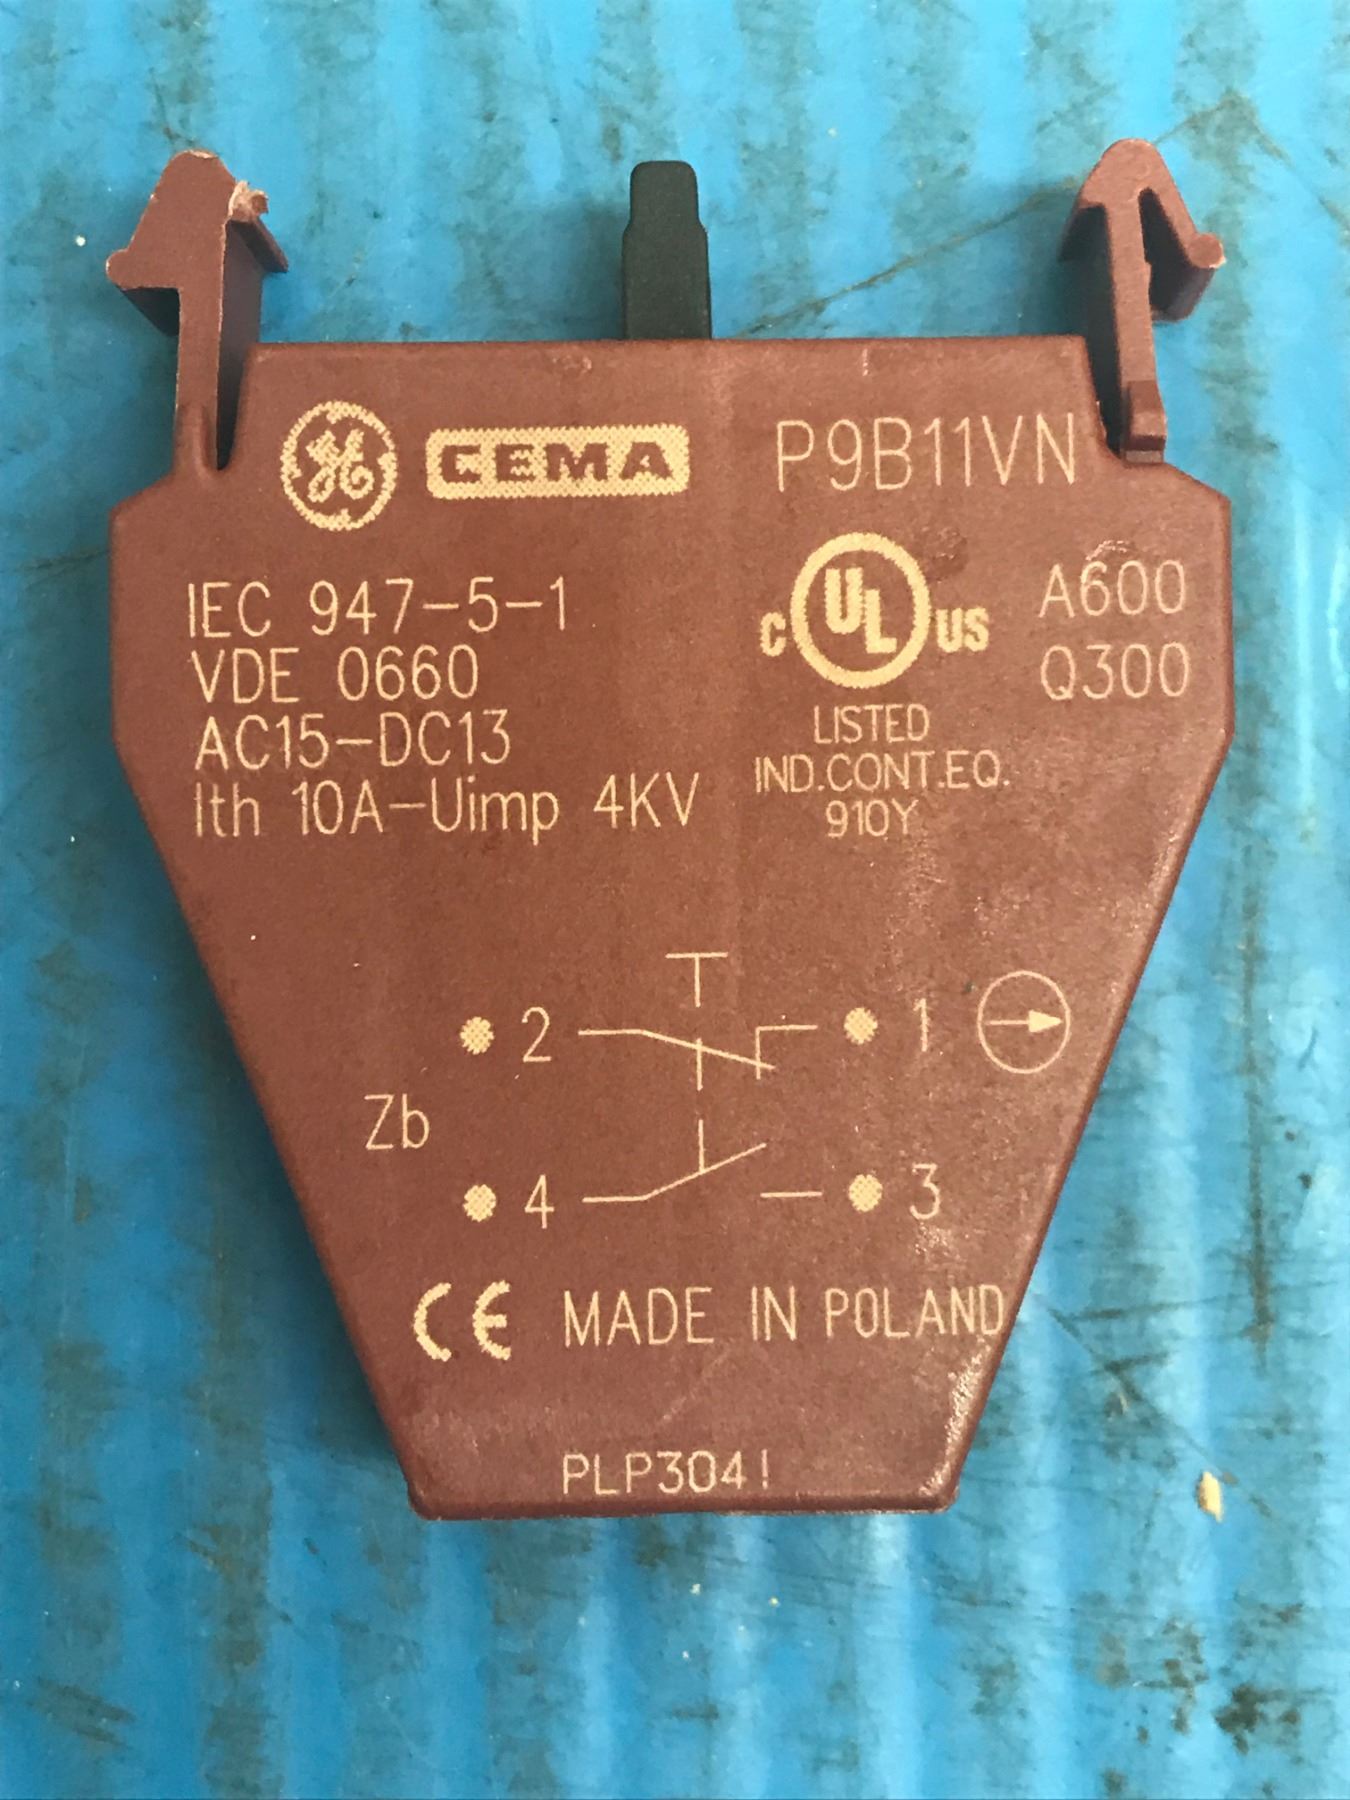 GE CEMA P9B11VN
IEC 947-5-1
VDE 0660
AC15-DC13
Ith 10A-Uimp 4KV
C UL US
LISTED
IND.CONT.EQ.
910Y
A600
Q300
2 1
Zb
4 3
CE MADE IN POLAND
PLP304!